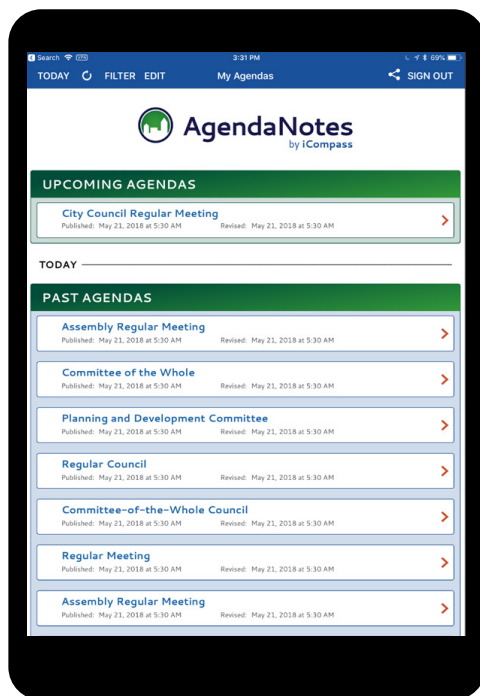 Search VPN 3:31 PM 69%
TODAY FILTER EDIT My Agendas SIGN OUT
AgendaNotes
by iCompass
UPCOMING AGENDAS
City Council Regular Meeting
Published: May 21, 2018 at 5:30 AM Revised: May 21, 2018 at 5:30 AM
TODAY
PAST AGENDAS
Assembly Regular Meeting
Published: May 21, 2018 at 5:30 AM Revised: May 21, 2018 at 5:30 AM
Committee of the Whole
Published: May 21, 2018 at 5:30 AM Revised: May 21, 2018 at 5:30 AM
Planning and Development Committee
Published: May 21, 2018 at 5:30 AM Revised: May 21, 2018 at 5:30 AM
Regular Council
Published: May 21, 2018 at 5:30 AM Revised: May 21, 2018 at 5:30 AM
Committee-of-the-Whole Council
Published: May 21, 2018 at 5:30 AM Revised: May 21, 2018 at 5:30 AM
Regular Meeting
Published: May 21, 2018 at 5:30 AM Revised: May 21, 2018 at 5:30 AM
Assembly Regular Meeting
Published: May 21, 2018 at 5:30 AM Revised: May 21, 2018 at 5:30 AM